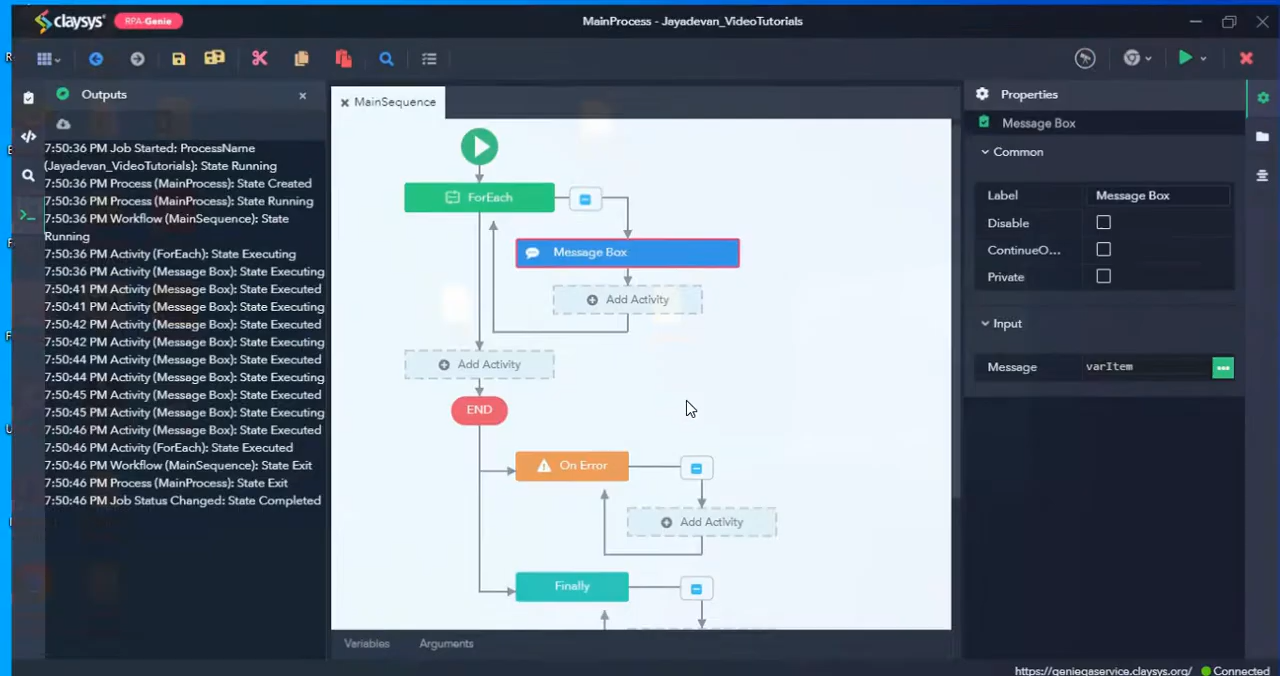 claysys RPA-Genie
MainProcess - Jayadevan_VideoTutorials
Outputs
7:50:36 PM Job Started: ProcessName
(Jayadevan_VideoTutorials): State Running
7:50:36 PM Process (MainProcess): State Created
7:50:36 PM Process (MainProcess): State Running
7:50:36 PM Workflow (MainSequence): State
Running
7:50:36 PM Activity (ForEach): State Executing
7:50:36 PM Activity (Message Box): State Executing
7:50:41 PM Activity (Message Box): State Executed
7:50:41 PM Activity (Message Box): State Executing
7:50:42 PM Activity (Message Box): State Executed
7:50:42 PM Activity (Message Box): State Executing
7:50:44 PM Activity (Message Box): State Executed
7:50:44 PM Activity (Message Box): State Executing
7:50:45 PM Activity (Message Box): State Executed
7:50:45 PM Activity (Message Box): State Executing
7:50:46 PM Activity (Message Box): State Executed
7:50:46 PM Activity (ForEach): State Executed
7:50:46 PM Workflow (MainSequence): State Exit
7:50:46 PM Process (MainProcess): State Exit
7:50:46 PM Job Status Changed: State Completed
MainSequence
ForEach
Message Box
Add Activity
Add Activity
END
On Error
Add Activity
Finally
Variables Arguments
Properties
Message Box
Common
Label Message Box
Disable
ContinueO...
Private
Input
Message varItem
https://geniegaservice.claysys.org/ Connected